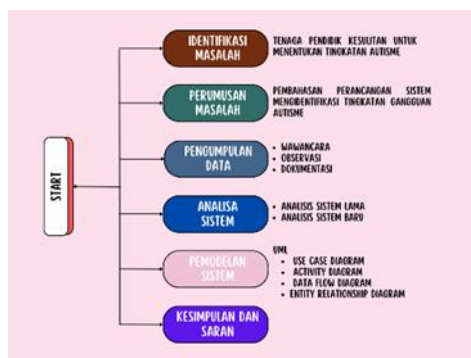 START
IDENTIFIKASI
MASALAH
TENAGA PENDIDIK KESULITAN UNTUK
MENENTUKAN TINGKATAN AUTISME
PERUMUSAN
MASALAH
PEMBAHASAN PERANCANGAN SISTEM
MENGIDENTIFIKASI TINGKATAN GANGGUAN
AUTISME
PENGUMPULAN
DATA
• WAWANCARA
• OBSERVASI
• DOKUMENTASI
ANALISA
SISTEM
• ANALISIS SISTEM LAMA
• ANALISIS SISTEM BARU
PEMODELAN
SISTEM
UML
• USE CASE DIAGRAM
• ACTIVITY DIAGRAM
• DATA FLOW DIAGRAM
• ENTITY RELATIONSHIP DIAGRAM
KESIMPULAN DAN
SARAN